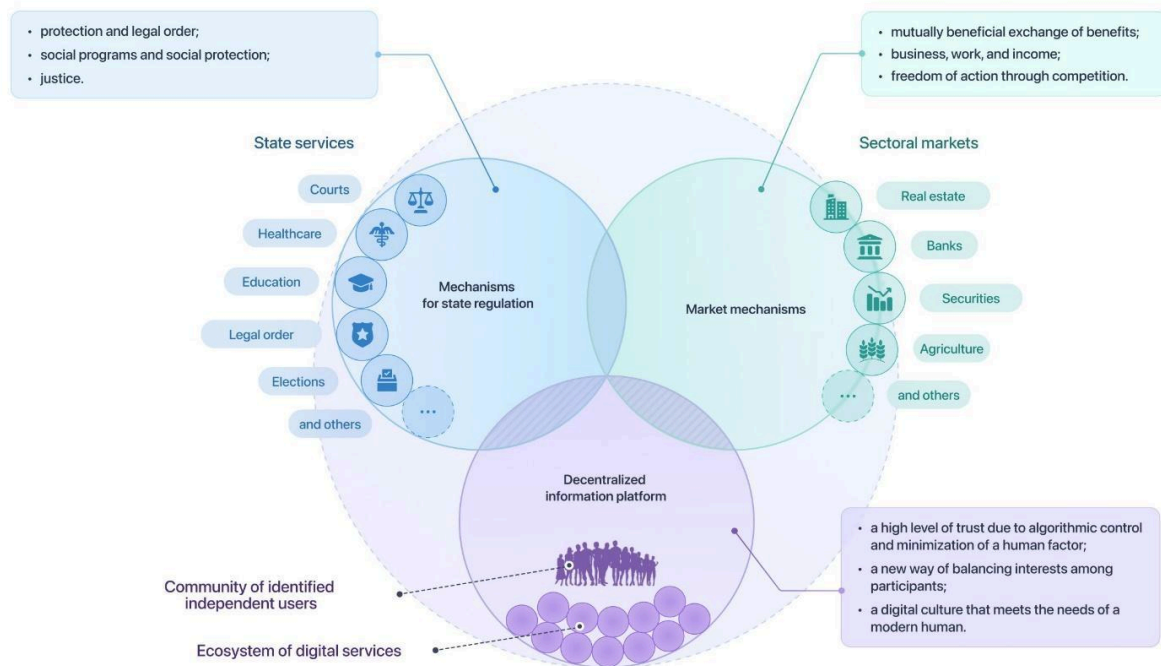 • protection and legal order;
• social programs and social protection;
• justice.
• mutually beneficial exchange of benefits;
• business, work, and income;
• freedom of action through competition.
State services
Sectoral markets
Courts
Healthcare
Education
Legal order
Elections
and others
...
Mechanisms
for state regulation
Market mechanisms
Real estate
Banks
Securities
Agriculture
and others
...
Decentralized
information platform
Community of identified
independent users
Ecosystem of digital services
• a high level of trust due to algorithmic control
and minimization of a human factor;
• a new way of balancing interests among
participants;
• a digital culture that meets the needs of a
modern human.